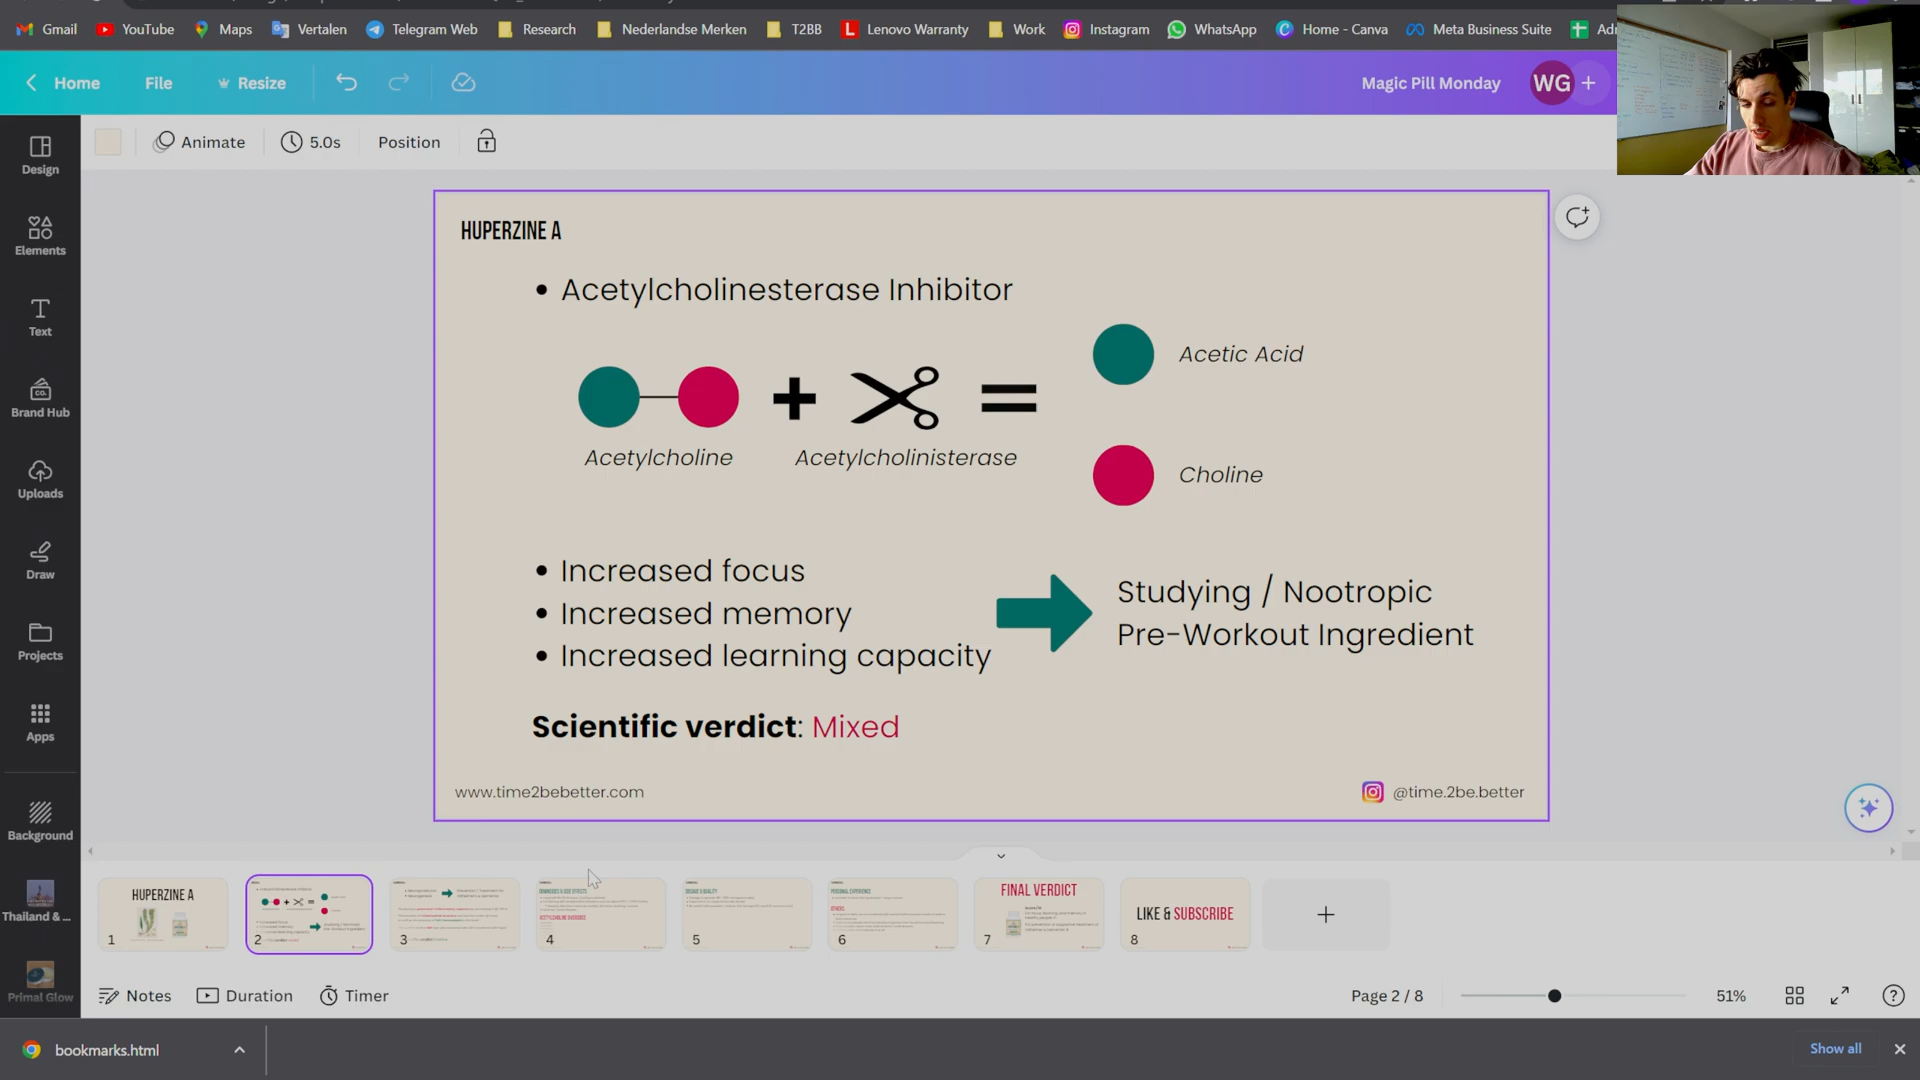 Gmail
YouTube
Maps
Vertalen
Telegram Web
Research
Nederlandse Merken
T2BB
Lenovo Warranty
Work
Instagram
WhatsApp
Home - Canva
Meta Business Suite
Home
File
Resize
Magic Pill Monday
WG
Animate
5.0s
Position
Design
Elements
Text
Brand Hub
Uploads
Draw
Projects
Apps
Background
Thailand & ...
Primal Glow
HUPERZINE A
• Acetylcholinesterase Inhibitor
Acetic Acid
Acetylcholine
Acetylcholinisterase
Choline
• Increased focus
• Increased memory
• Increased learning capacity
Studying / Nootropic
Pre-Workout Ingredient
Scientific verdict: Mixed
www.time2bebetter.com
@time.2be.better
HUPERZINE A
1
2
3
4
5
6
FINAL VERDICT
7
LIKE & SUBSCRIBE
8
Notes
Duration
Timer
Page 2 / 8
51%
bookmarks.html
Show all